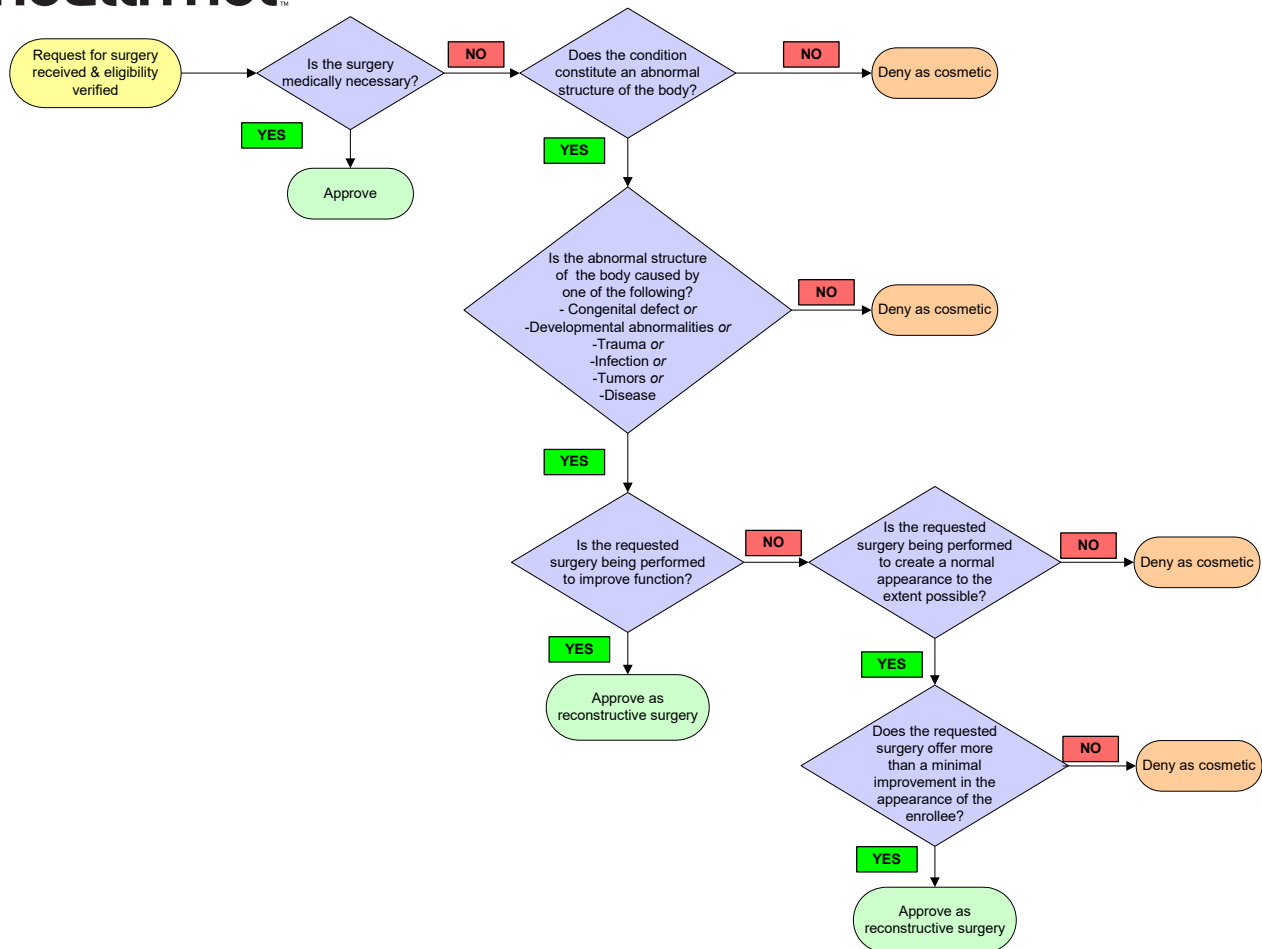 Request for surgery
received & eligibility
verified
Is the surgery
medically necessary?
NO
Does the condition
constitute an abnormal
structure of the body?
NO
Deny as cosmetic
YES
Approve
YES
Is the abnormal structure
of the body caused by
one of the following?
- Congenital defect or
-Developmental abnormalities or
-Trauma or
-Infection or
-Tumors or
-Disease
NO
Deny as cosmetic
YES
Is the requested
surgery being performed
to improve function?
NO
Is the requested
surgery being performed
to create a normal
appearance to the
extent possible?
NO
Deny as cosmetic
YES
Approve as
reconstructive surgery
YES
Does the requested
surgery offer more
than a minimal
improvement in the
appearance of the
enrollee?
NO
Deny as cosmetic
YES
Approve as
reconstructive surgery